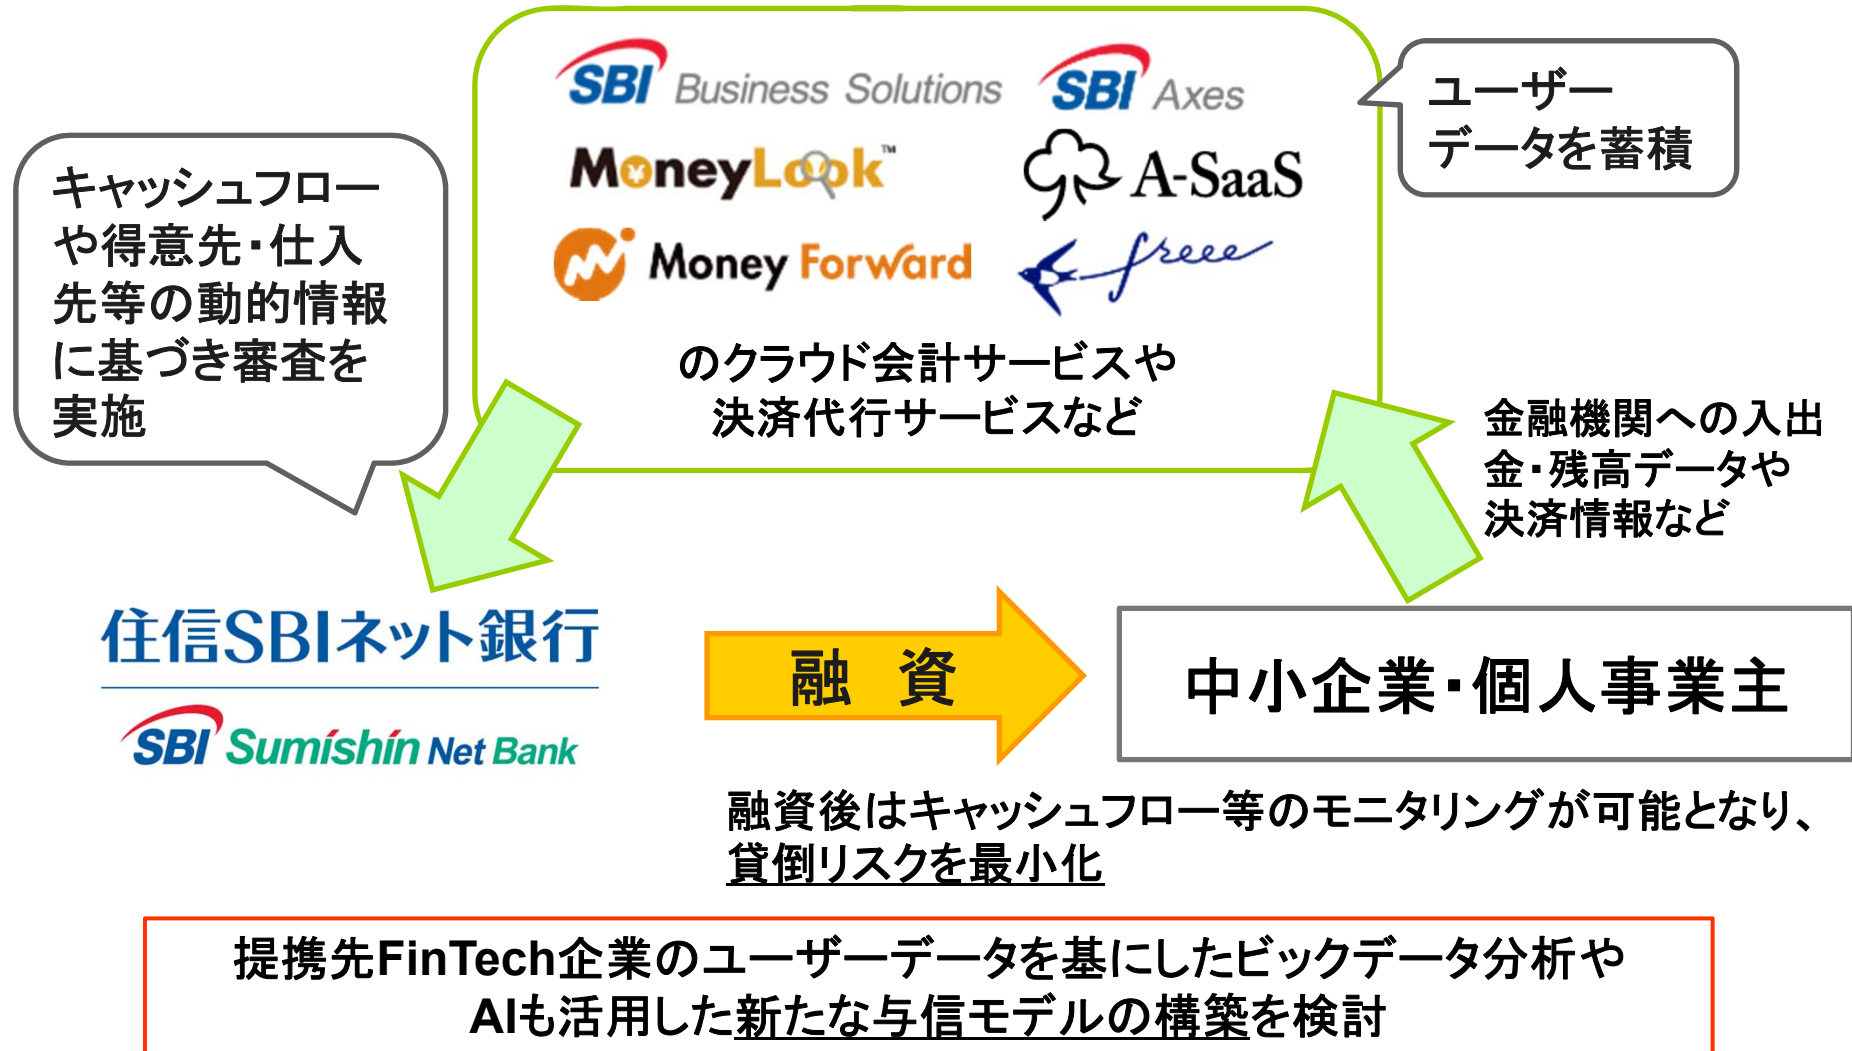 SBI Business Solutions
SBI Axes
MoneyLook™
A-SaaS
Money Forward
freee
のクラウド会計サービスや
決済代行サービスなど
ユーザー
データを蓄積
キャッシュフロー
や得意先・仕入
先等の動的情報
に基づき審査を
実施
金融機関への入出
金・残高データや
決済情報など
住信SBIネット銀行
SBI Sumishin Net Bank
融 資
中小企業・個人事業主
融資後はキャッシュフロー等のモニタリングが可能となり、
貸倒リスクを最小化
提携先FinTech企業のユーザーデータを基にしたビックデータ分析や
AIも活用した新たな与信モデルの構築を検討